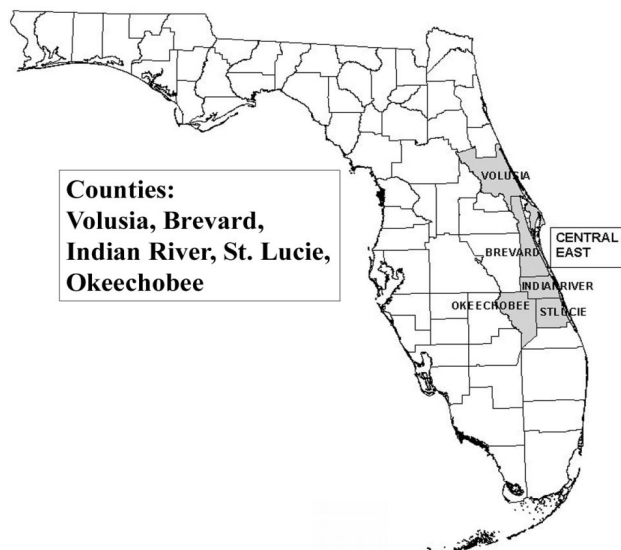 Counties:
Volusia, Brevard,
Indian River, St. Lucie,
Okeechobee
VOLUSIA
CENTRAL
EAST
BREVARD
INDIANRIVER
OKEECHOBEE
STLUCIE